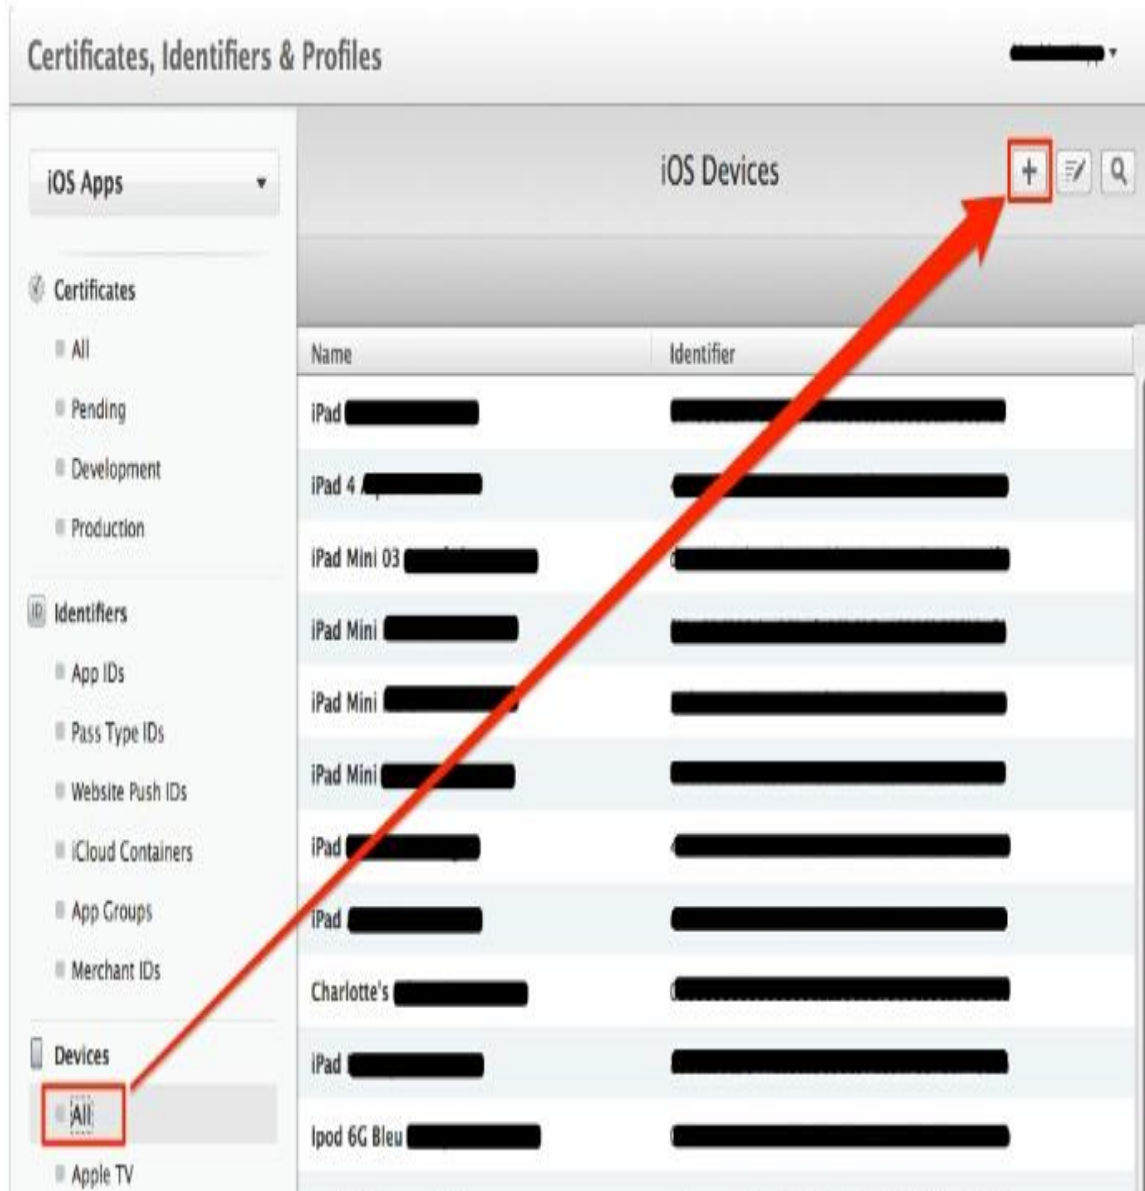 Certificates, Identifiers & Profiles
iOS Apps
Certificates
All
Pending
Development
Production
ID Identifiers
App IDs
Pass Type IDs
Website Push IDs
iCloud Containers
App Groups
Merchant IDs
Devices
All
Apple TV
iOS Devices
Name Identifier
iPad
iPad 4
iPad Mini 03
iPad Mini
iPad Mini
iPad Mini
iPad
iPad
Charlotte's
iPad
Ipod 6G Bleu